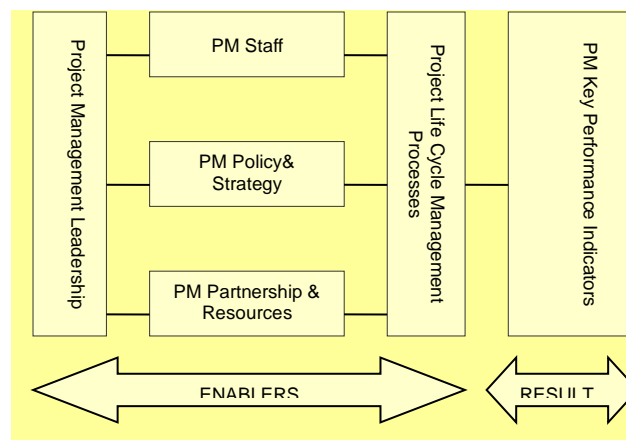 Project Management Leadership
PM Staff
PM Policy&
Strategy
PM Partnership &
Resources
Project Life Cycle Management
Processes
PM Key Performance Indicators
ENABLERS
RESULT